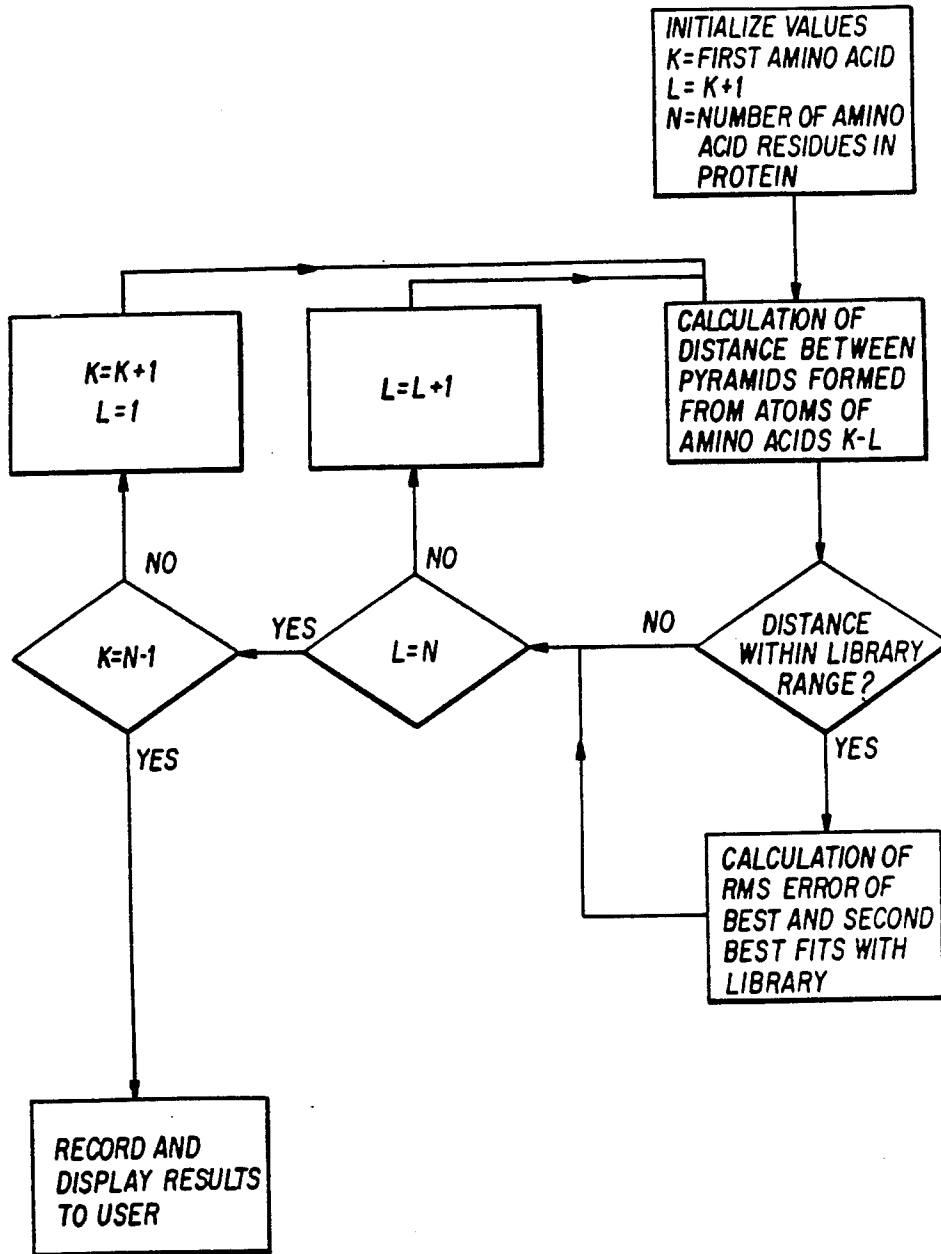 INITIALIZE VALUES
K=FIRST AMINO ACID
L=K+1
N=NUMBER OF AMINO
ACID RESIDUES IN
PROTEIN
CALCULATION OF
DISTANCE BETWEEN
PYRAMIDS FORMED
FROM ATOMS OF
AMINO ACIDS K-L
K=K+1
L=1
L=L+1
NO
NO
K=N-1
YES
L=N
NO
DISTANCE
WITHIN LIBRARY
RANGE?
YES
YES
CALCULATION OF
RMS ERROR OF
BEST AND SECOND
BEST FITS WITH
LIBRARY
RECORD AND
DISPLAY RESULTS
TO USER